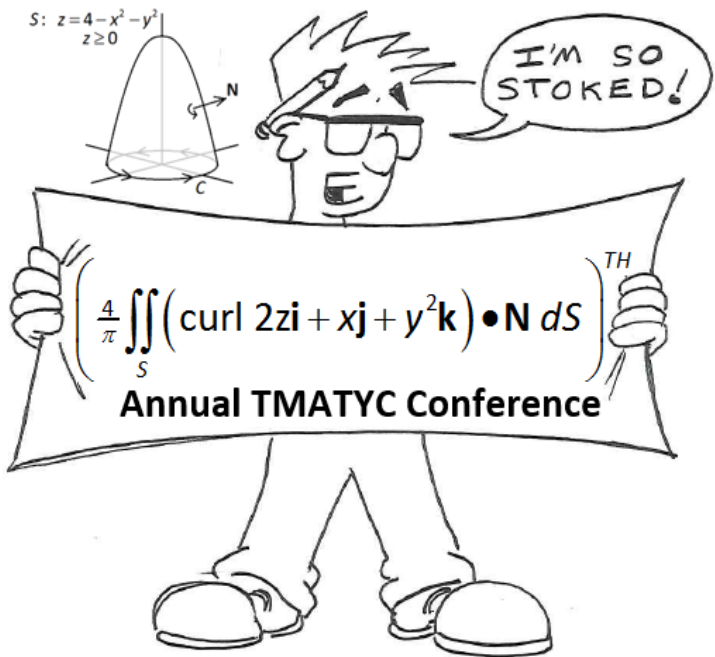 S: z=4−x²−y²
z≥0
N
C
I'M SO
STOKED!
(4/π ∬_S (curl 2zi + xj + y²k) • N dS)^TH
Annual TMATYC Conference